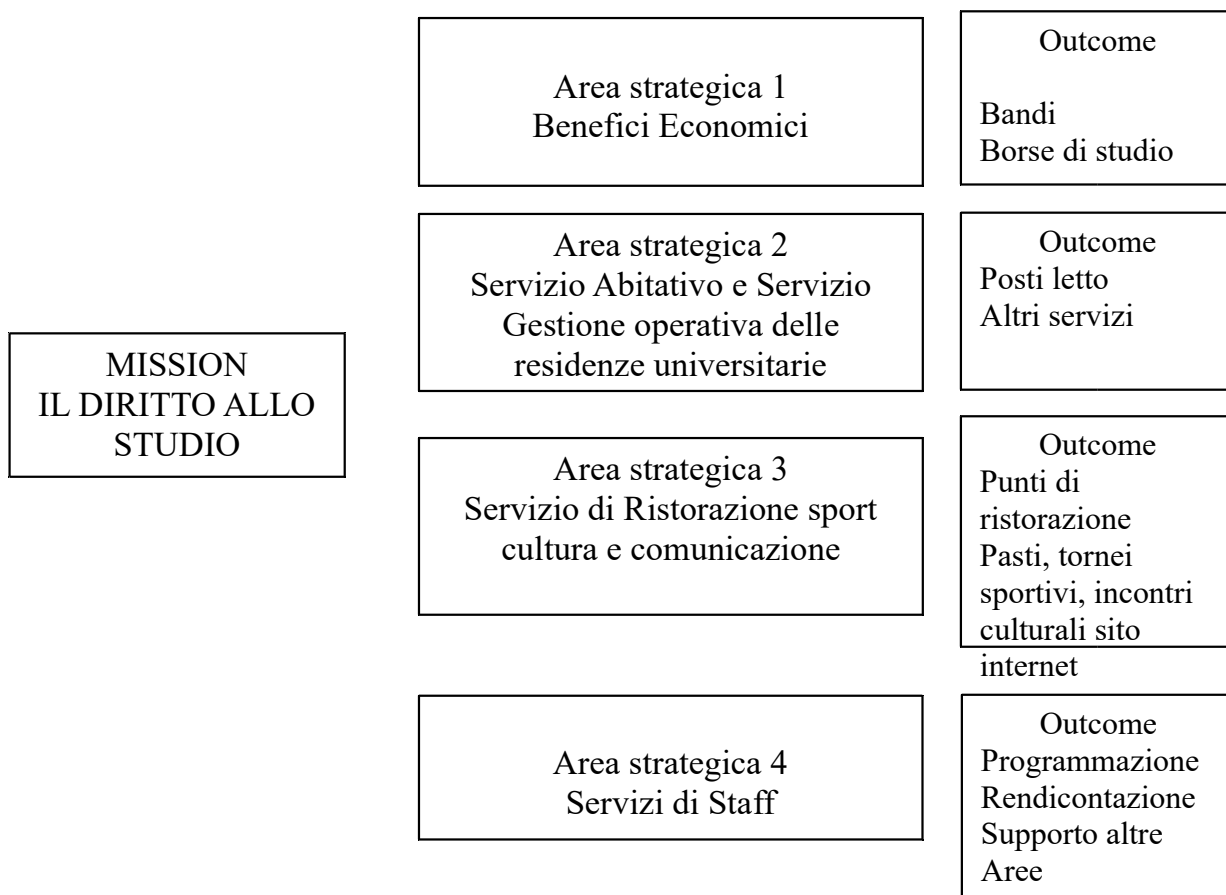 MISSION
IL DIRITTO ALLO
STUDIO
Area strategica 1
Benefici Economici
Outcome
Bandi
Borse di studio
Area strategica 2
Servizio Abitativo e Servizio
Gestione operativa delle
residenze universitarie
Outcome
Posti letto
Altri servizi
Area strategica 3
Servizio di Ristorazione sport
cultura e comunicazione
Outcome
Punti di
ristorazione
Pasti, tornei
sportivi, incontri
culturali sito
internet
Area strategica 4
Servizi di Staff
Outcome
Programmazione
Rendicontazione
Supporto altre
Aree